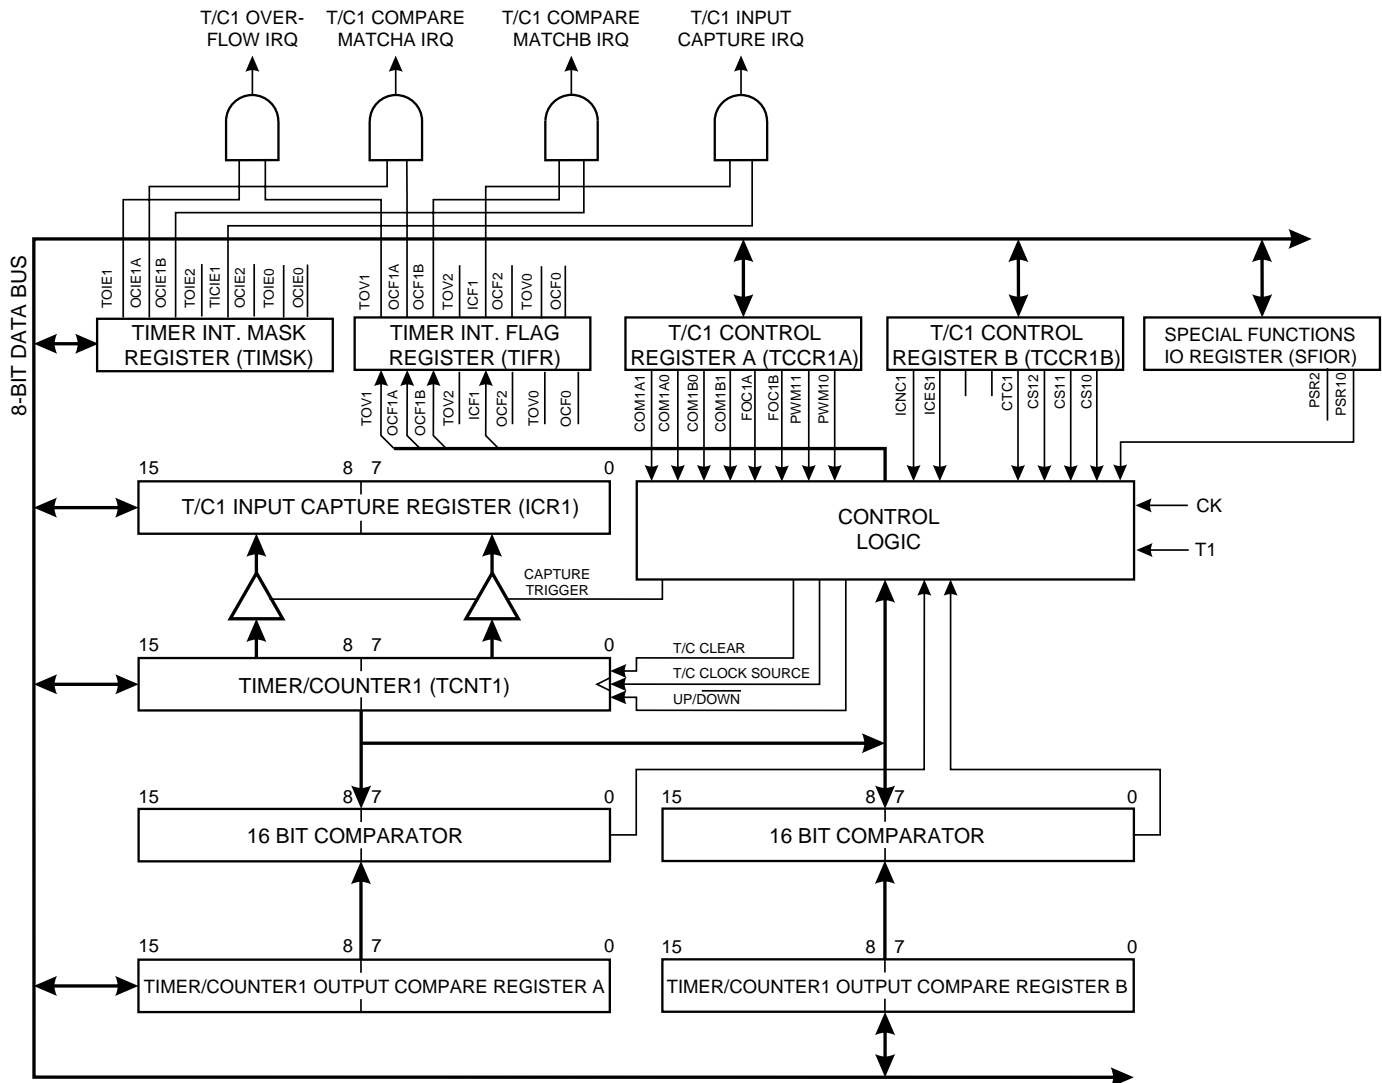 T/C1 OVER-
FLOW IRQ
T/C1 COMPARE
MATCHA IRQ
T/C1 COMPARE
MATCHB IRQ
T/C1 INPUT
CAPTURE IRQ
8-BIT DATA BUS
TOIE1
OCIE1A
OCIE1B
TOIE2
TICIE1
OCIE2
TOIE0
OCIE0
TOV1
OCF1A
OCF1B
TOV2
ICF1
OCF2
TOV0
OCF0
TIMER INT. MASK
REGISTER (TIMSK)
TIMER INT. FLAG
REGISTER (TIFR)
T/C1 CONTROL
REGISTER A (TCCR1A)
T/C1 CONTROL
REGISTER B (TCCR1B)
SPECIAL FUNCTIONS
IO REGISTER (SFIOR)
TOV1
OCF1A
OCF1B
TOV2
ICF1
OCF2
TOV0
OCF0
COM1A1
COM1A0
COM1B0
COM1B1
FOC1A
FOC1B
PWM11
PWM10
ICNC1
ICES1
CTC1
CS12
CS11
CS10
PSR2
PSR10
15 8 7 0
T/C1 INPUT CAPTURE REGISTER (ICR1)
CONTROL
LOGIC
CK
T1
CAPTURE
TRIGGER
15 8 7 0
TIMER/COUNTER1 (TCNT1)
T/C CLEAR
T/C CLOCK SOURCE
UP/DOWN
15 8 7 0
16 BIT COMPARATOR
15 8 7 0
16 BIT COMPARATOR
15 8 7 0
TIMER/COUNTER1 OUTPUT COMPARE REGISTER A
15 8 7 0
TIMER/COUNTER1 OUTPUT COMPARE REGISTER B